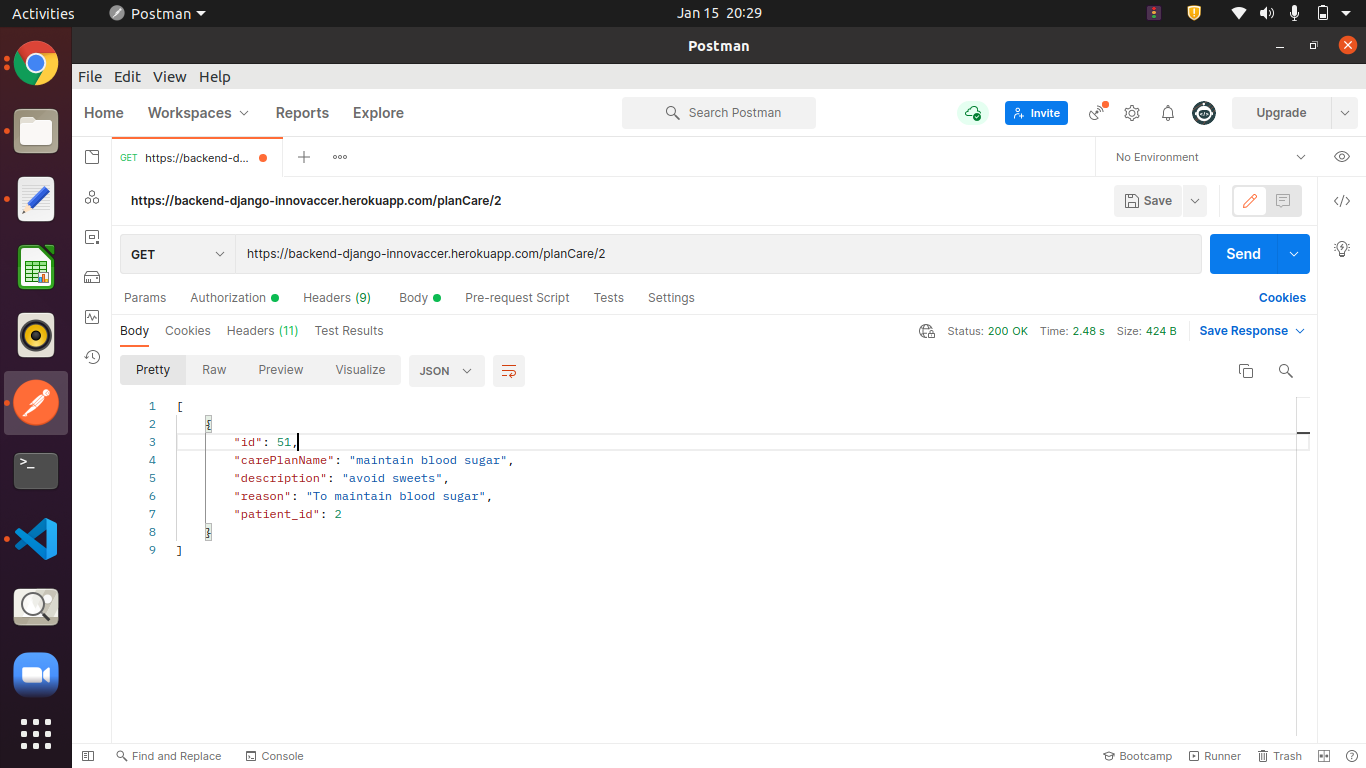 Activities Postman Jan 15 20:29
Postman
File Edit View Help
Home Workspaces Reports Explore Search Postman Invite Upgrade
GET https://backend-d... No Environment
https://backend-django-innovaccer.herokuapp.com/planCare/2 Save
GET https://backend-django-innovaccer.herokuapp.com/planCare/2 Send
Params Authorization Headers (9) Body Pre-request Script Tests Settings Cookies
Body Cookies Headers (11) Test Results Status: 200 OK Time: 2.48 s Size: 424 B Save Response
Pretty Raw Preview Visualize JSON
1 [
2 {
3 "id": 51,
4 "carePlanName": "maintain blood sugar",
5 "description": "avoid sweets",
6 "reason": "To maintain blood sugar",
7 "patient_id": 2
8 }
9 ]
Find and Replace Console Bootcamp Runner Trash